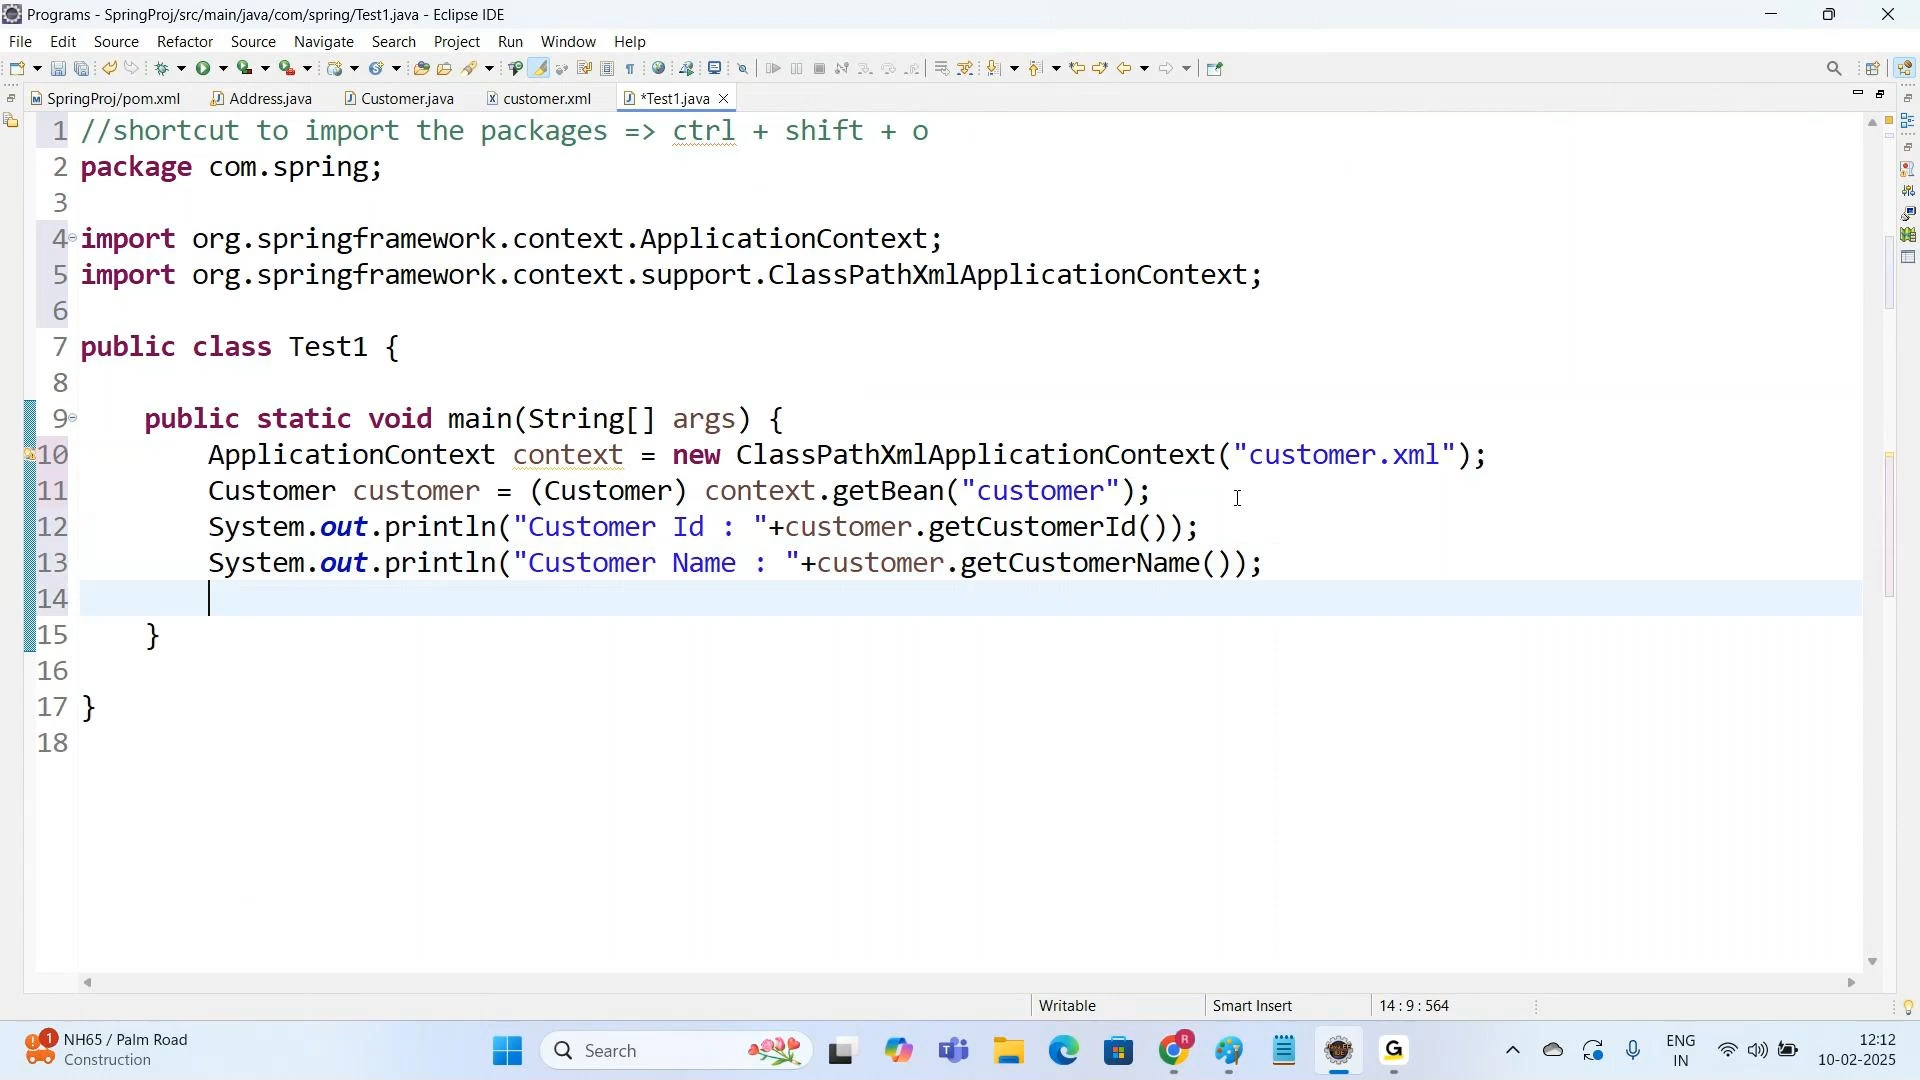 Programs - SpringProj/src/main/java/com/spring/Test1.java - Eclipse IDE
File Edit Source Refactor Source Navigate Search Project Run Window Help
SpringProj/pom.xml Address.java Customer.java customer.xml *Test1.java
1 //shortcut to import the packages => ctrl + shift + o
2 package com.spring;
3
4 import org.springframework.context.ApplicationContext;
5 import org.springframework.context.support.ClassPathXmlApplicationContext;
6
7 public class Test1 {
8
9 public static void main(String[] args) {
10 ApplicationContext context = new ClassPathXmlApplicationContext("customer.xml");
11 Customer customer = (Customer) context.getBean("customer");
12 System.out.println("Customer Id : "+customer.getCustomerId());
13 System.out.println("Customer Name : "+customer.getCustomerName());
14
15 }
16
17 }
18
Writable Smart Insert 14 : 9 : 564
1 NH65 / Palm Road
Construction
Search
R
G
ENG
IN
12:12
10-02-2025